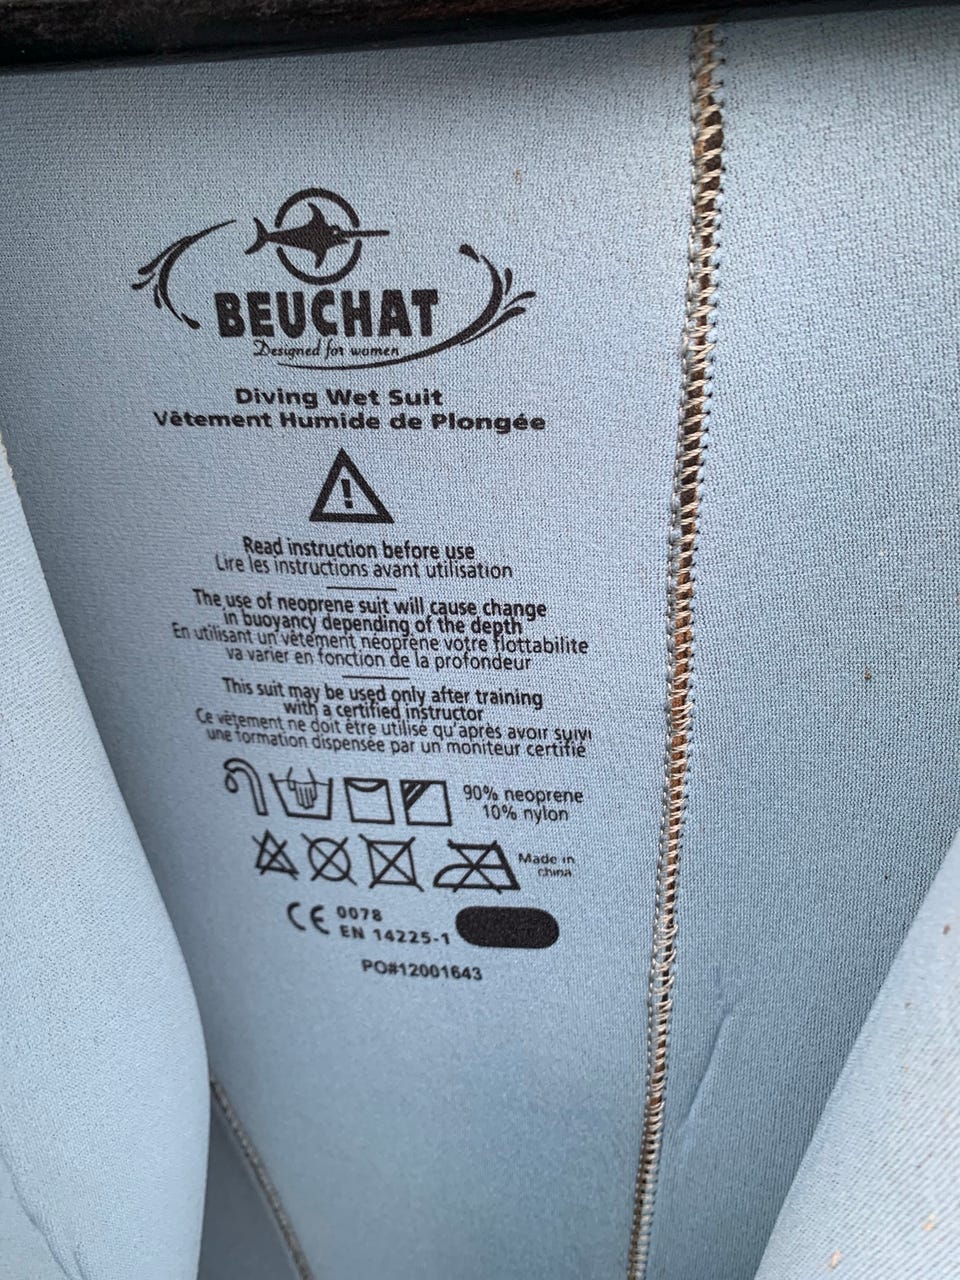 BEUCHAT
Designed for women
Diving Wet Suit
Vêtement Humide de Plongée
!
Read instruction before use
Lire les instructions avant utilisation
The use of neoprene suit will cause change
in buoyancy depending of the depth
En utilisant un vêtement néoprène votre flottabilite
va varier en fonction de la profondeur
This suit may be used only after training
with a certified instructor
Ce vêtement ne doit être utilisé qu'après avoir suivi
une formation dispensée par un moniteur certifié
90% neoprene
10% nylon
Made in
china
CE 0078
EN 14225-1
PO#12001643